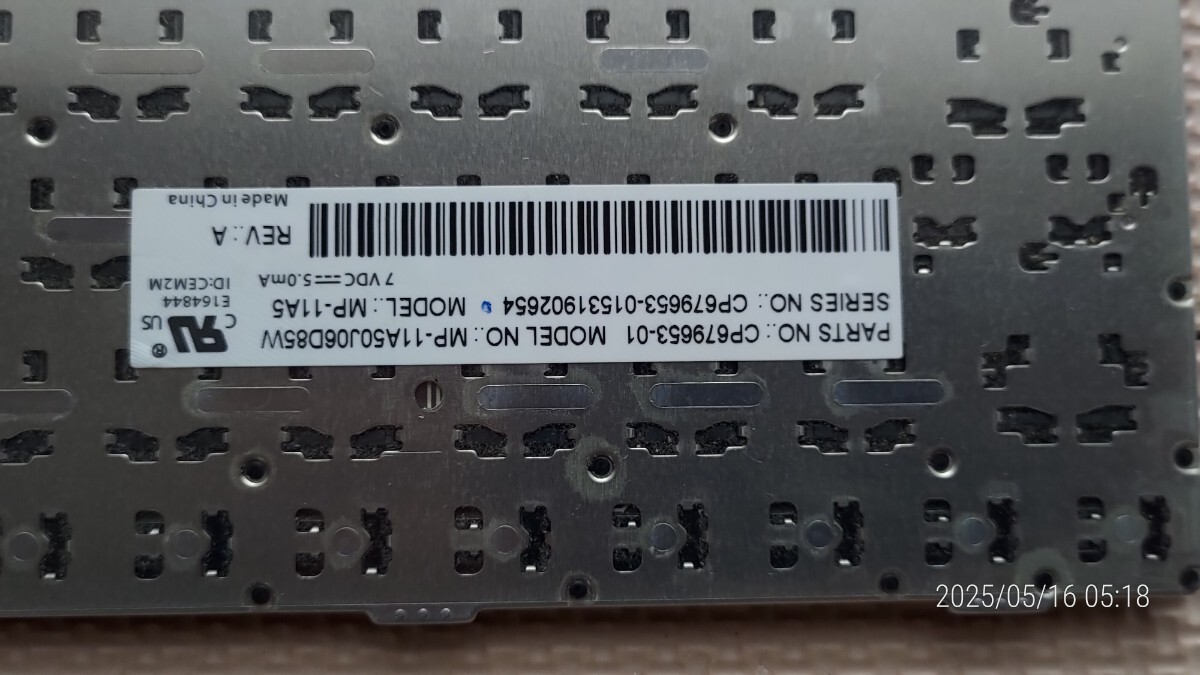 PARTS NO.: CP679653-01 MODEL NO.: MP-11A50J06D85W
SERIES NO.: CP679653-01531902654 MODEL.: MP-11A5
7 VDC⎓5.0mA
REV.: A
Made in China
C UL US ®
E164844
ID:CEM2M
2025/05/16 05:18